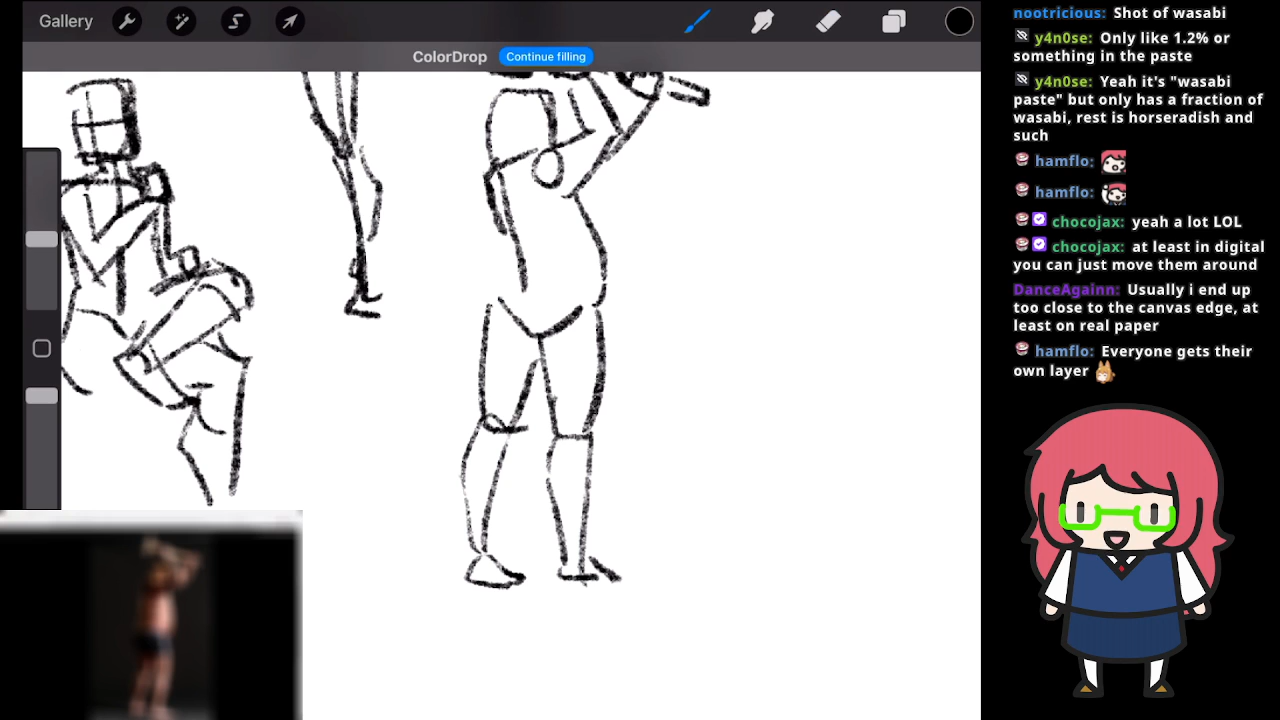 Gallery
ColorDrop Continue filling
nootricious: Shot of wasabi
y4n0se: Only like 1.2% or
something in the paste
y4n0se: Yeah it's "wasabi
paste" but only has a fraction of
wasabi, rest is horseradish and
such
hamflo:
hamflo:
chocojax: yeah a lot LOL
chocojax: at least in digital
you can just move them around
DanceAgainn: Usually i end up
too close to the canvas edge, at
least on real paper
hamflo: Everyone gets their
own layer